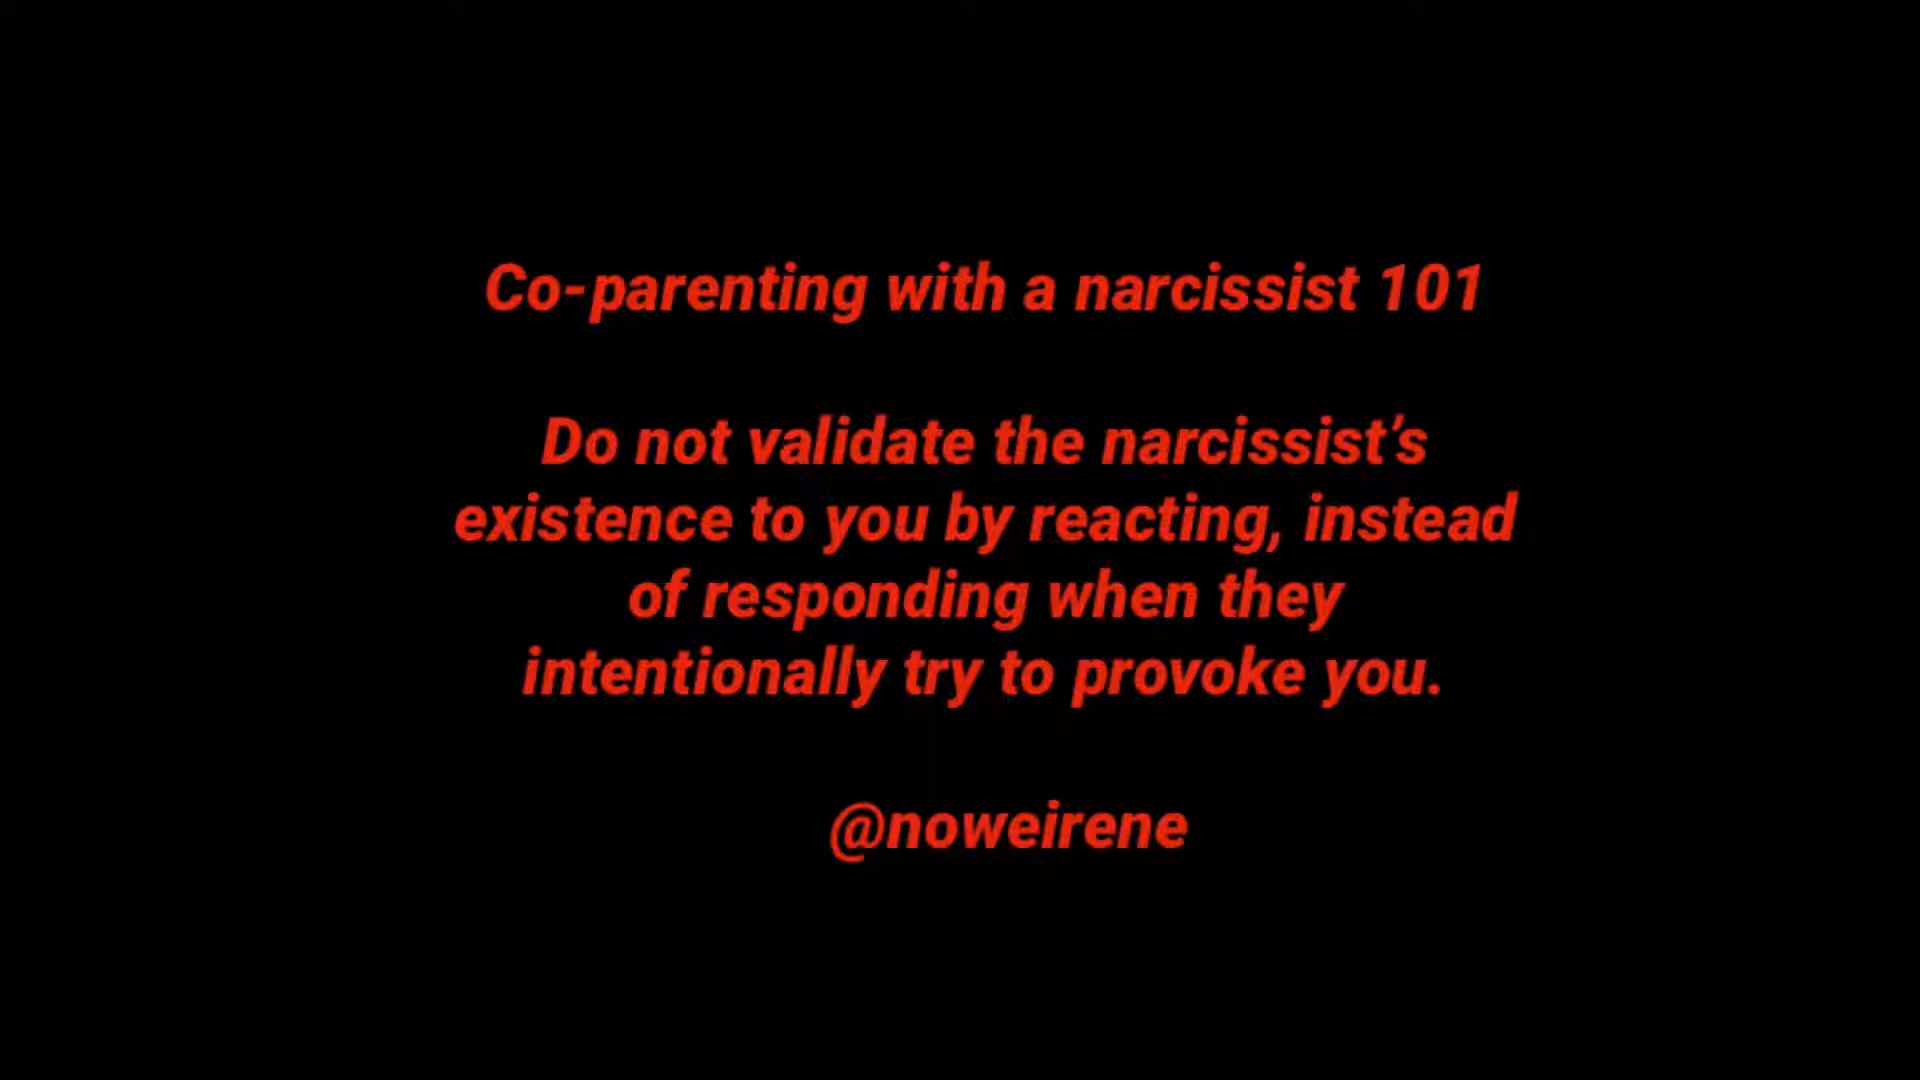 Co-parenting with a narcissist 101
Do not validate the narcissist’s
existence to you by reacting, instead
of responding when they
intentionally try to provoke you.
@noweirene